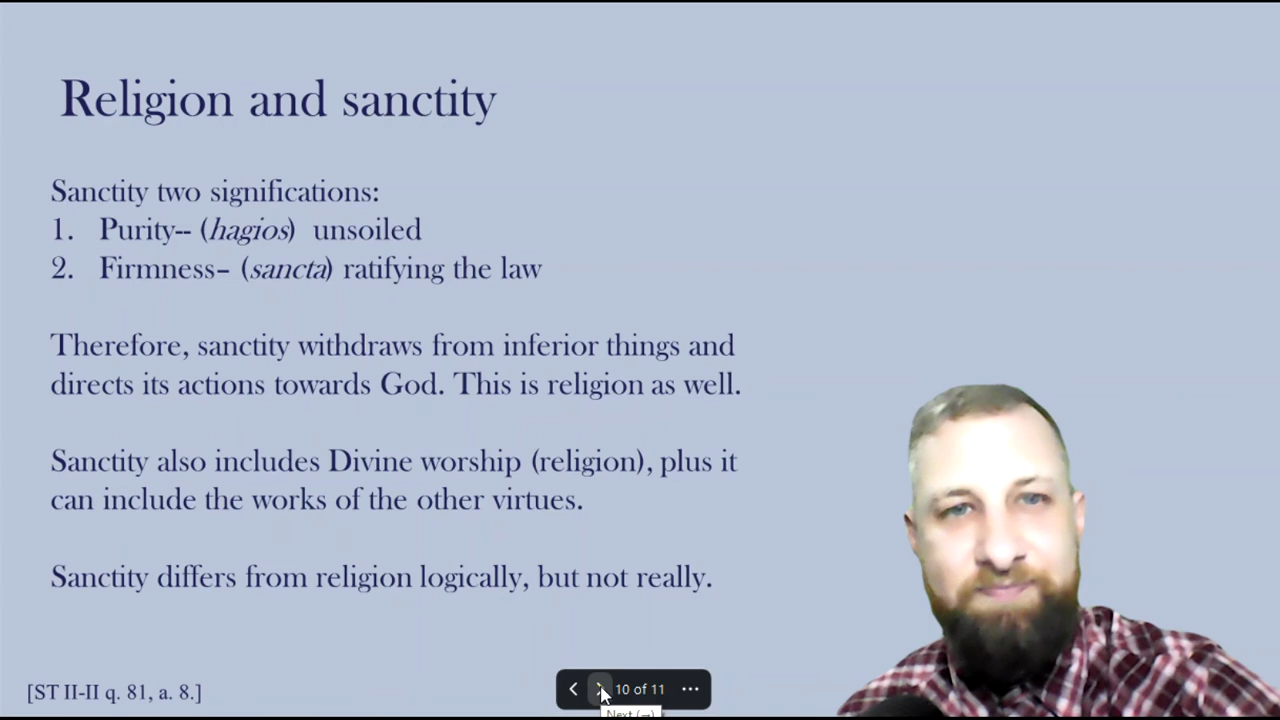 Religion and sanctity
Sanctity two significations:
1. Purity-- (hagios) unsoiled
2. Firmness– (sancta) ratifying the law
Therefore, sanctity withdraws from inferior things and
directs its actions towards God. This is religion as well.
Sanctity also includes Divine worship (religion), plus it
can include the works of the other virtues.
Sanctity differs from religion logically, but not really.
[ST II-II q. 81, a. 8.]
10 of 11
Next (→)